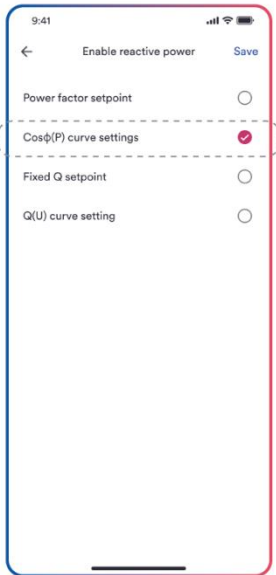 9:41
Enable reactive power Save
Power factor setpoint
Cosϕ(P) curve settings
Fixed Q setpoint
Q(U) curve setting